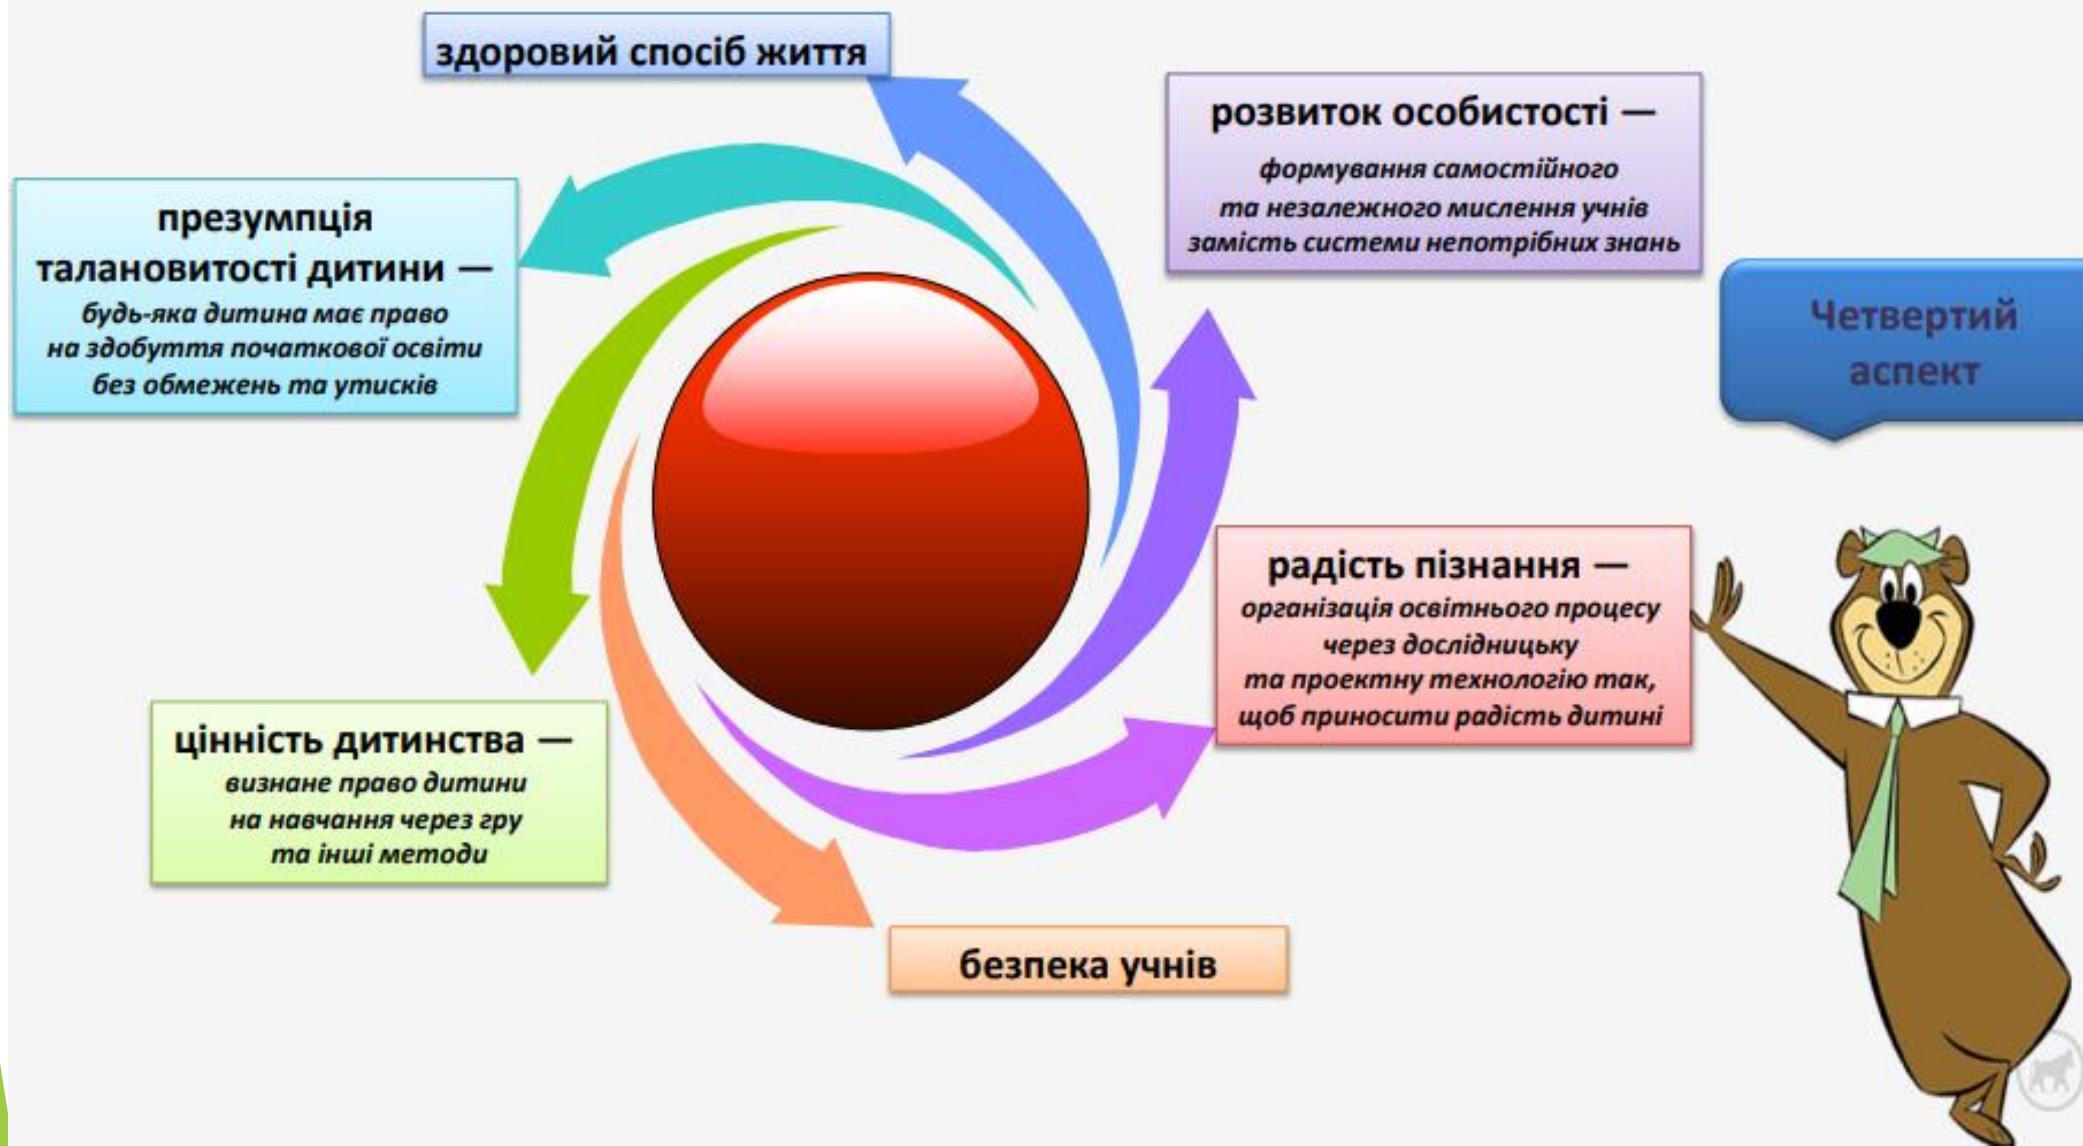 здоровий спосіб життя
розвиток особистості —
формування самостійного
та незалежного мислення учнів
замість системи непотрібних знань
презумпція
талановитості дитини —
будь-яка дитина має право
на здобуття початкової освіти
без обмежень та утисків
Четвертий
аспект
радість пізнання —
організація освітнього процесу
через дослідницьку
та проектну технологію так,
щоб приносити радість дитині
цінність дитинства —
визнане право дитини
на навчання через гру
та інші методи
безпека учнів